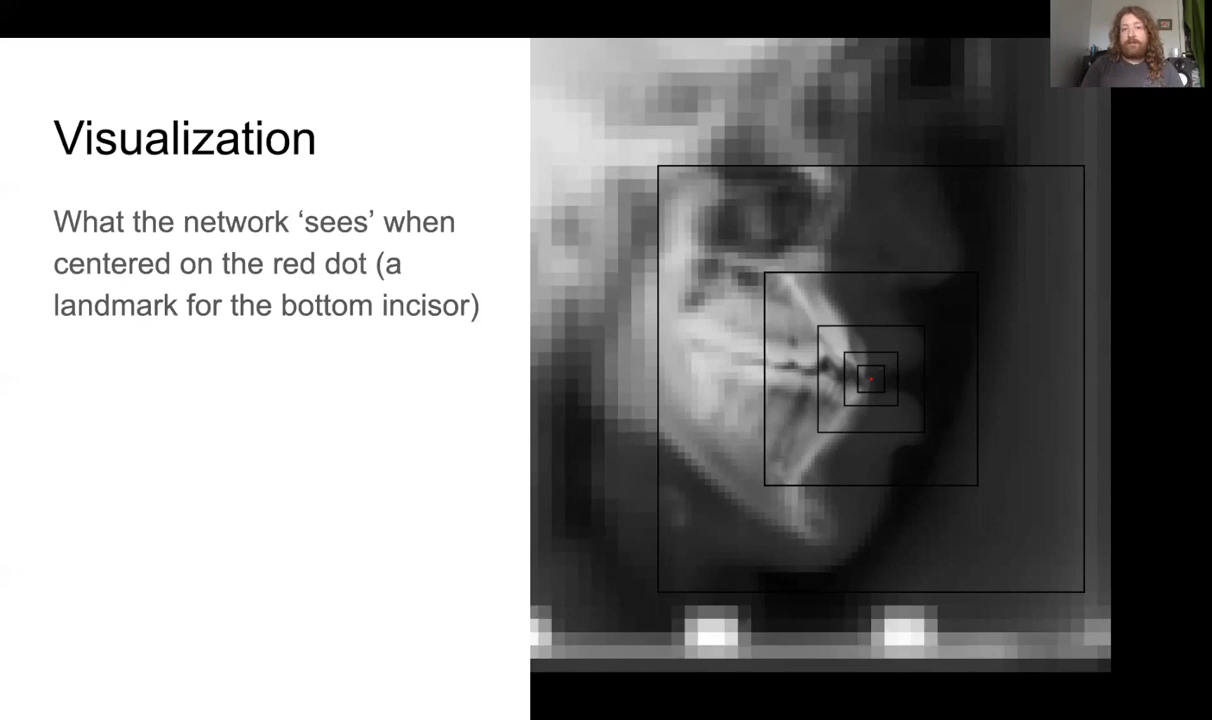 Visualization
What the network ‘sees’ when
centered on the red dot (a
landmark for the bottom incisor)